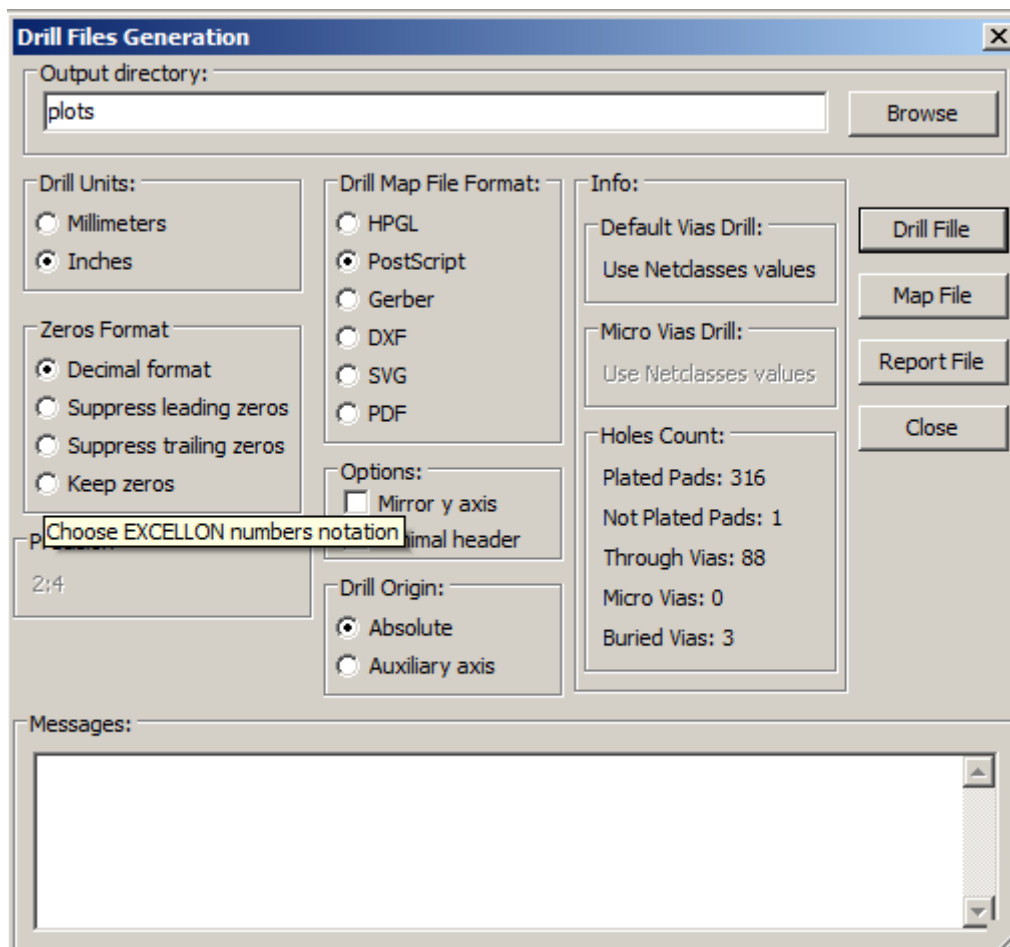 Drill Files Generation
Output directory:
plots
Browse
Drill Units:
Millimeters
Inches
Zeros Format
Decimal format
Suppress leading zeros
Suppress trailing zeros
Keep zeros
Choose EXCELLON numbers notation
2:4
Drill Map File Format:
HPGL
PostScript
Gerber
DXF
SVG
PDF
Options:
Mirror y axis
header
Drill Origin:
Absolute
Auxiliary axis
Info:
Default Vias Drill:
Use Netclasses values
Micro Vias Drill:
Use Netclasses values
Holes Count:
Plated Pads: 316
Not Plated Pads: 1
Through Vias: 88
Micro Vias: 0
Buried Vias: 3
Drill Fille
Map File
Report File
Close
Messages: